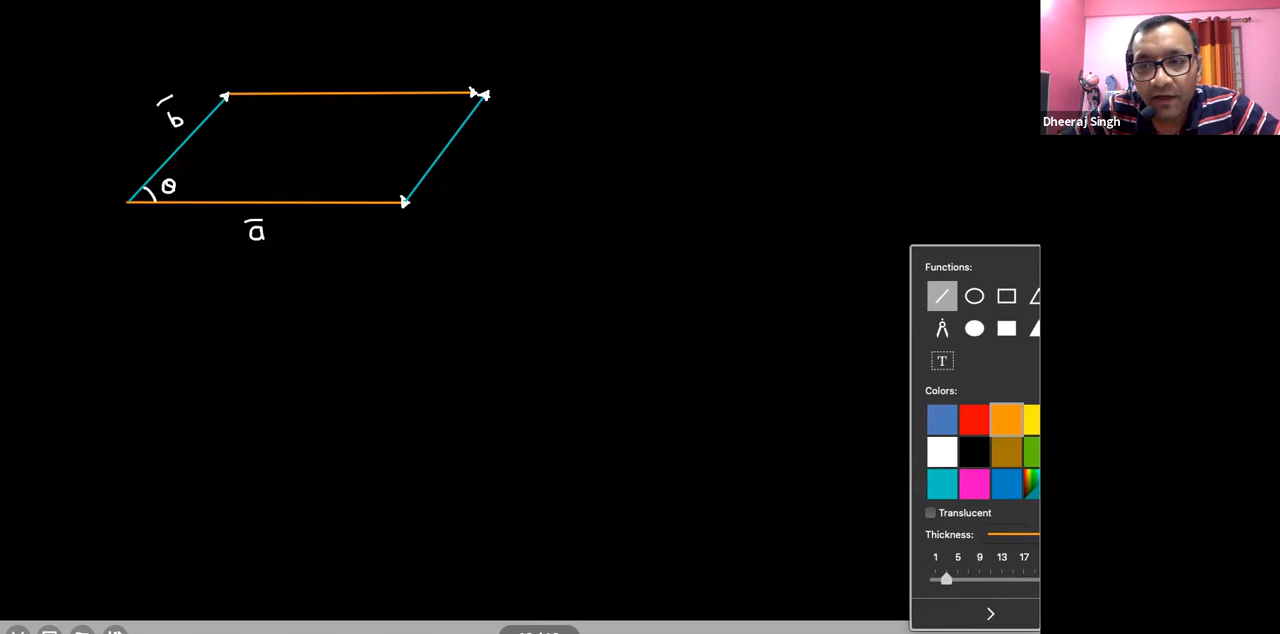 b̅
θ
a̅
Dheeraj Singh
Functions:
T
Colors:
Translucent
Thickness:
1 5 9 13 17